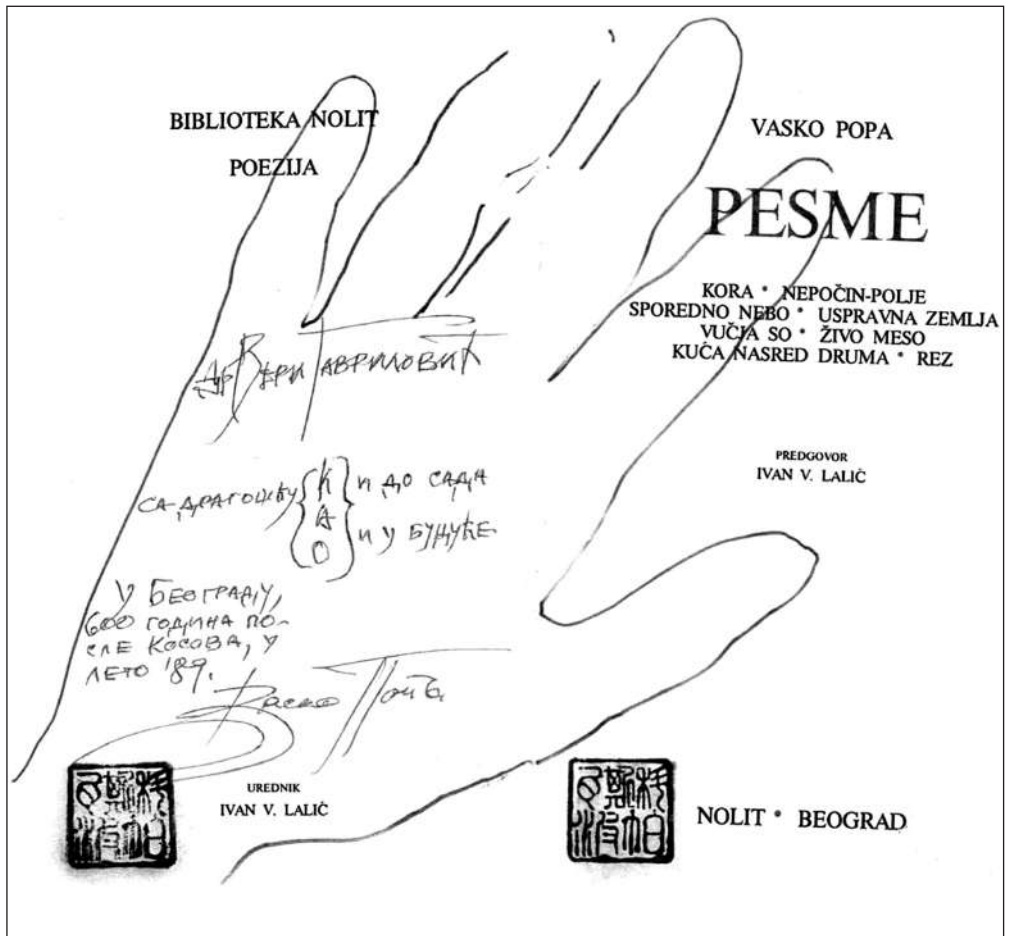 BIBLIOTEKA NOLIT
POEZIJA
Др Вери Гавриловић
СА ДРАГОШЋУ К И ДО САДА
А
О И У БУДУЋЕ
У БЕОГРАДУ,
600 ГОДИНА ПО-
СЛЕ КОСОВА, У
ЛЕТО '89.
Васко Попа
UREDNIK
IVAN V. LALIĆ
VASKO POPA
PESME
KORA * NEPOČIN-POLJE
SPOREDNO NEBO * USPRAVNA ZEMLJA
VUČJA SO * ŽIVO MESO
KUĆA NASRED DRUMA * REZ
PREDGOVOR
IVAN V. LALIĆ
NOLIT * BEOGRAD